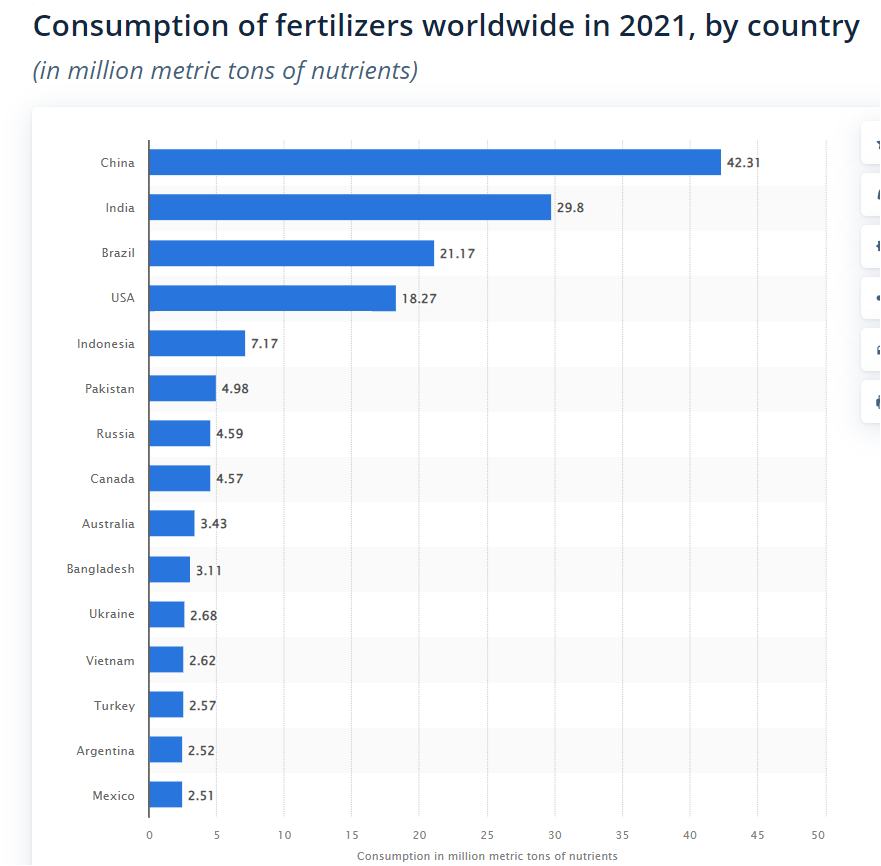 Consumption of fertilizers worldwide in 2021, by country
(in million metric tons of nutrients)
China 42.31
India 29.8
Brazil 21.17
USA 18.27
Indonesia 7.17
Pakistan 4.98
Russia 4.59
Canada 4.57
Australia 3.43
Bangladesh 3.11
Ukraine 2.68
Vietnam 2.62
Turkey 2.57
Argentina 2.52
Mexico 2.51
0 5 10 15 20 25 30 35 40 45 50
Consumption in million metric tons of nutrients